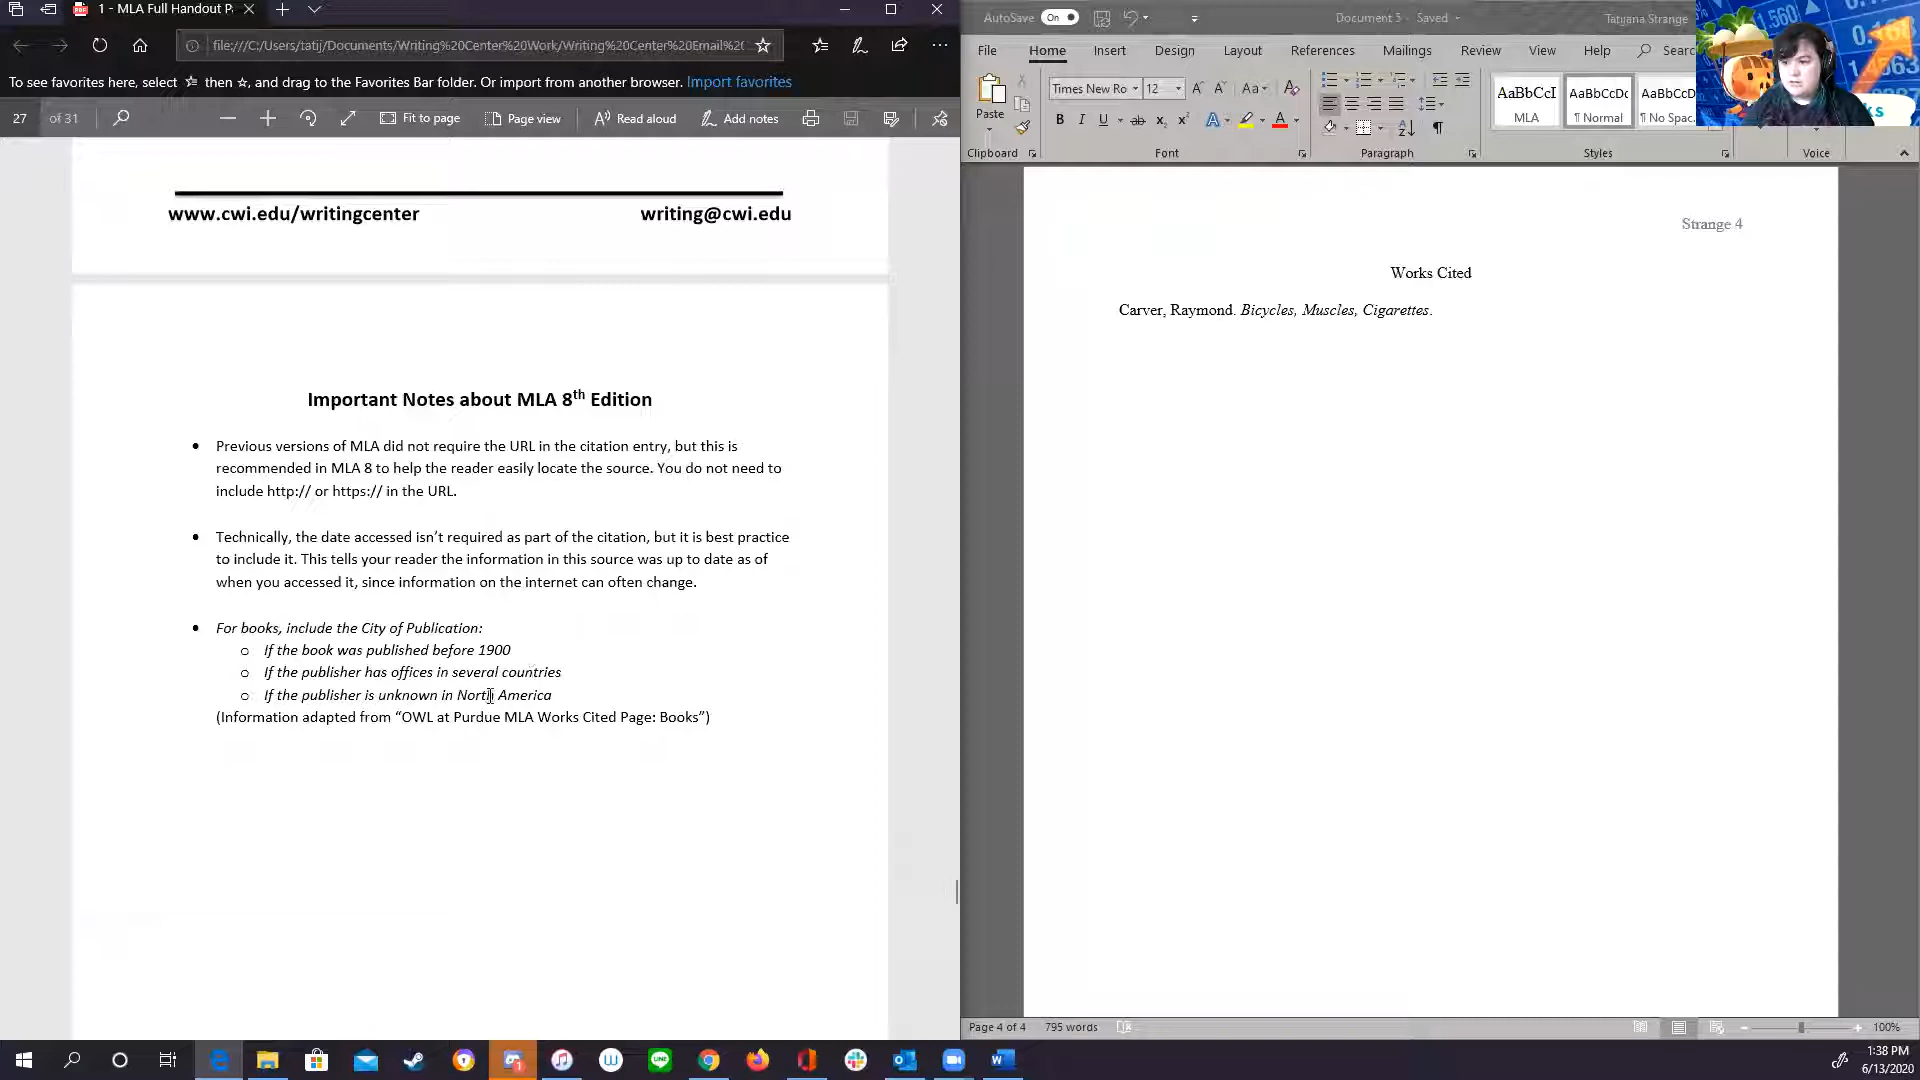 1 - MLA Full Handout P
file:///C:/Users/tatij/Documents/Writing%20Center%20Work/Writing%20Center%20Email%2
To see favorites here, select then , and drag to the Favorites Bar folder. Or import from another browser. Import favorites
27 of 31 Fit to page Page view Read aloud Add notes
www.cwi.edu/writingcenter writing@cwi.edu
Important Notes about MLA 8th Edition
• Previous versions of MLA did not require the URL in the citation entry, but this is
recommended in MLA 8 to help the reader easily locate the source. You do not need to
include http:// or https:// in the URL.
• Technically, the date accessed isn't required as part of the citation, but it is best practice
to include it. This tells your reader the information in this source was up to date as of
when you accessed it, since information on the internet can often change.
• For books, include the City of Publication:
o If the book was published before 1900
o If the publisher has offices in several countries
o If the publisher is unknown in North America
(Information adapted from “OWL at Purdue MLA Works Cited Page: Books”)
AutoSave On Document 5 - Saved Tatyana Strange
File Home Insert Design Layout References Mailings Review View Help Searc
Paste Times New Ro 12 Aa
B I U ab x₂ x² A A
AaBbCcI AaBbCcDc AaBbCcD
MLA ¶ Normal ¶ No Spac..
Clipboard Font Paragraph Styles Voice
Strange 4
Works Cited
Carver, Raymond. Bicycles, Muscles, Cigarettes.
Page 4 of 4 795 words 100%
1:38 PM
6/13/2020